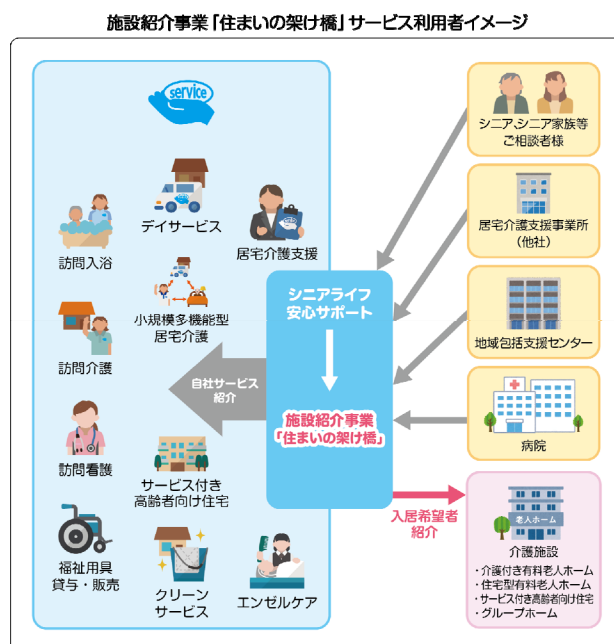 施設紹介事業「住まいの架け橋」サービス利用者イメージ
service
デイサービス
訪問入浴
居宅介護支援
小規模多機能型
居宅介護
訪問介護
訪問看護
サービス付き
高齢者向け住宅
福祉用具
貸与・販売
クリーン
サービス
エンゼルケア
自社サービス
紹介
シニアライフ
安心サポート
施設紹介事業
「住まいの架け橋」
シニア、シニア家族等
ご相談者様
居宅介護支援事業所
(他社)
地域包括支援センター
病院
入居希望者
紹介
老人ホーム
介護施設
・介護付き有料老人ホーム
・住宅型有料老人ホーム
・サービス付き高齢者向け住宅
・グループホーム